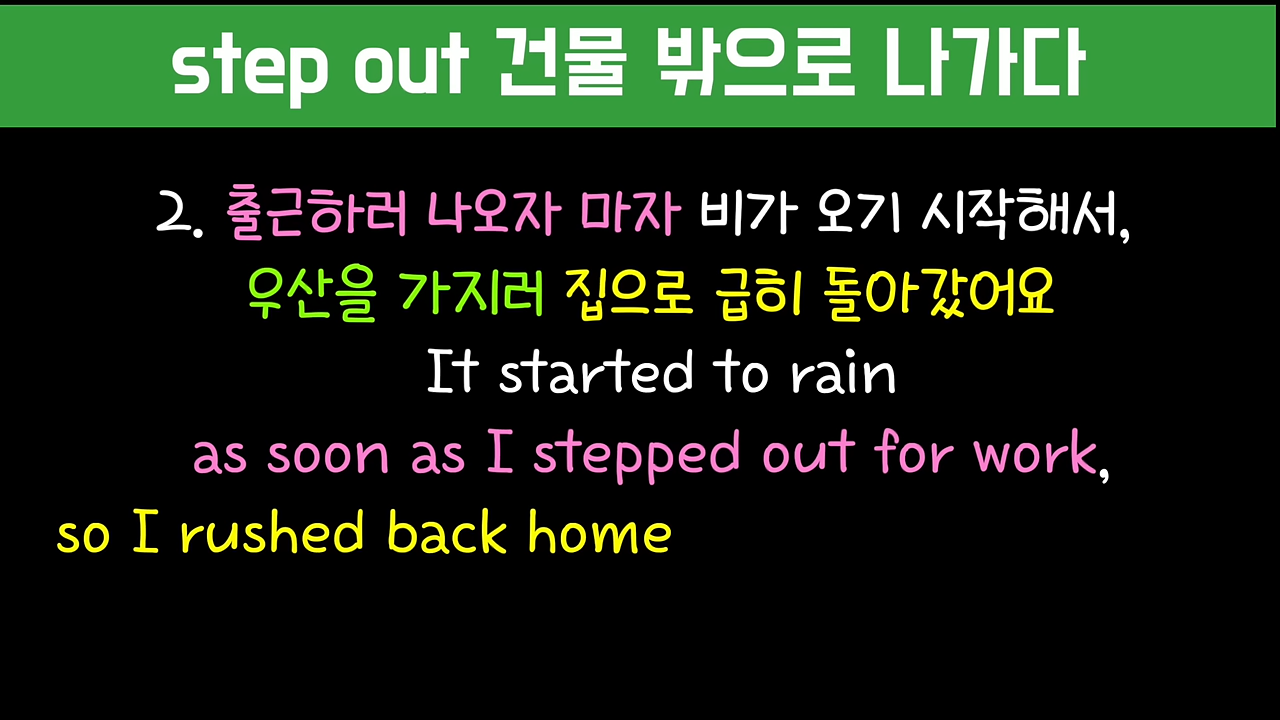 step out 건물 밖으로 나가다
2. 출근하러 나오자 마자 비가 오기 시작해서,
우산을 가지러 집으로 급히 돌아갔어요
It started to rain
as soon as I stepped out for work,
so I rushed back home